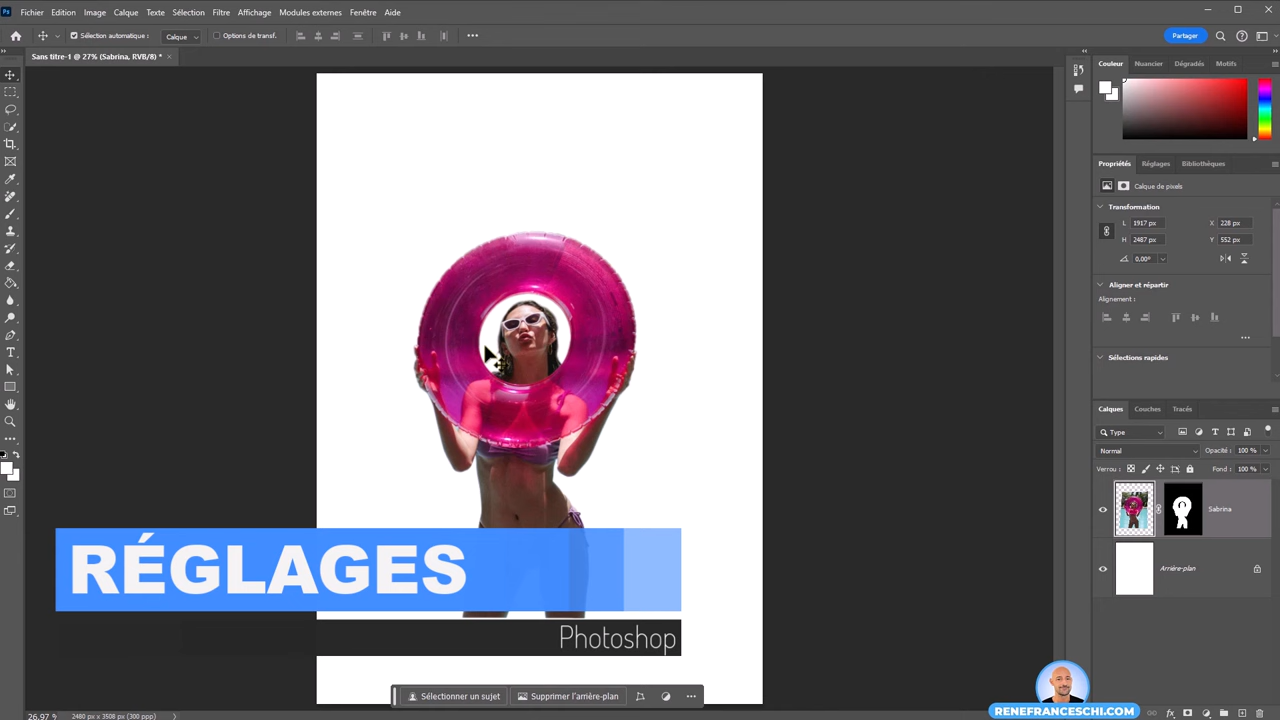 Fichier Edition Image Calque Texte Sélection Filtre Affichage Modules externes Fenêtre Aide
Sélection automatique : Calque Options de transf.
Partager
Sans titre-1 @ 27% (Sabrina, RVB/8) * ×
Couleur Nuancier Dégradés Motifs
Propriétés Réglages Bibliothèques
Calque de pixels
Transformation
L 1917 px X 228 px
H 2487 px Y 552 px
0.00°
Aligner et répartir
Alignement :
Sélections rapides
Calques Couches Tracés
Type
Normal Opacité : 100 %
Verrou : Fond : 100 %
Sabrina
Arrière-plan
RÉGLAGES
Photoshop
Sélectionner un sujet Supprimer l'arrière-plan
26,97 % 2480 px x 3508 px (300 ppp)
RENEFRANCESCHI.COM